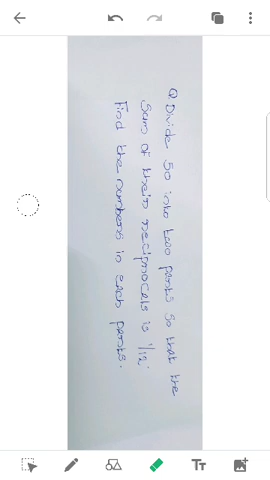 Q Divide 50 into two parts so that the
sum of their reciprocals is 1/12.
Find the numbers in each parts.
TT